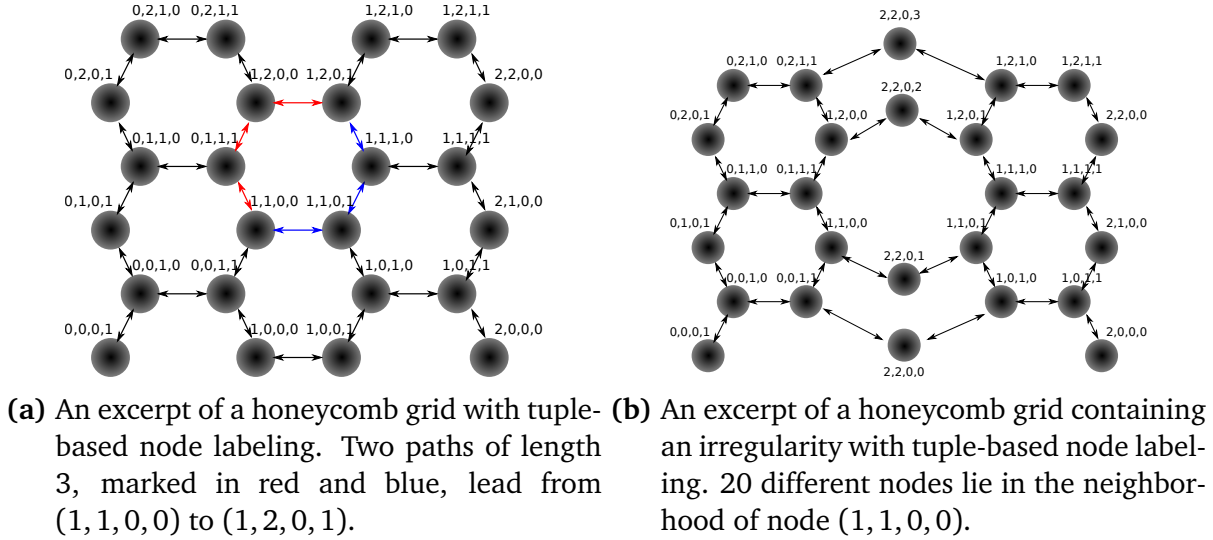 0,2,1,0 0,2,1,1 1,2,1,0 1,2,1,1
0,2,0,1 1,2,0,0 1,2,0,1 2,2,0,0
0,1,1,0 0,1,1,1 1,1,1,0 1,1,1,1
0,1,0,1 1,1,0,0 1,1,0,1 2,1,0,0
0,0,1,0 0,0,1,1 1,0,1,0 1,0,1,1
0,0,0,1 1,0,0,0 1,0,0,1 2,0,0,0
(a) An excerpt of a honeycomb grid with tuple-
based node labeling. Two paths of length
3, marked in red and blue, lead from
(1, 1, 0, 0) to (1, 2, 0, 1).
2,2,0,3
0,2,1,0 0,2,1,1 1,2,1,0 1,2,1,1
2,2,0,2
0,2,0,1 1,2,0,0 1,2,0,1 2,2,0,0
0,1,1,0 0,1,1,1 1,1,1,0 1,1,1,1
0,1,0,1 1,1,0,0 1,1,0,1 2,1,0,0
2,2,0,1
0,0,1,0 0,0,1,1 1,0,1,0 1,0,1,1
0,0,0,1 2,0,0,0
2,2,0,0
(b) An excerpt of a honeycomb grid containing
an irregularity with tuple-based node label-
ing. 20 different nodes lie in the neighbor-
hood of node (1, 1, 0, 0).